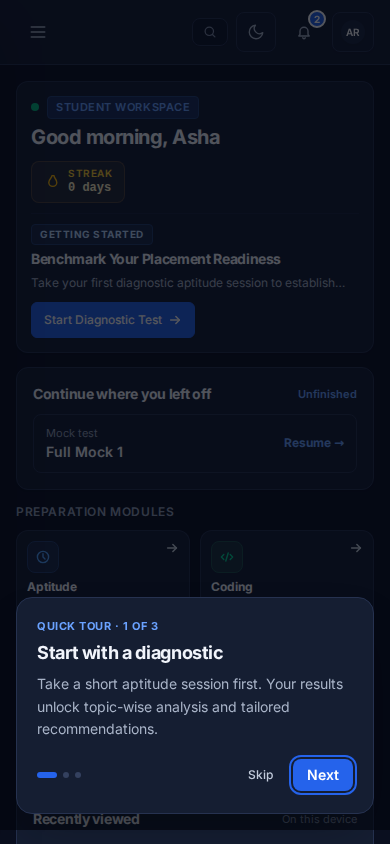 2
AR
STUDENT WORKSPACE
Good morning, Asha
STREAK
0 days
GETTING STARTED
Benchmark Your Placement Readiness
Take your first diagnostic aptitude session to establish...
Start Diagnostic Test →
Continue where you left off
Unfinished
Mock test
Full Mock 1
Resume →
PREPARATION MODULES
Aptitude
Coding
QUICK TOUR · 1 OF 3
Start with a diagnostic
Take a short aptitude session first. Your results
unlock topic-wise analysis and tailored
recommendations.
Skip
Next
Recently viewed
On this device